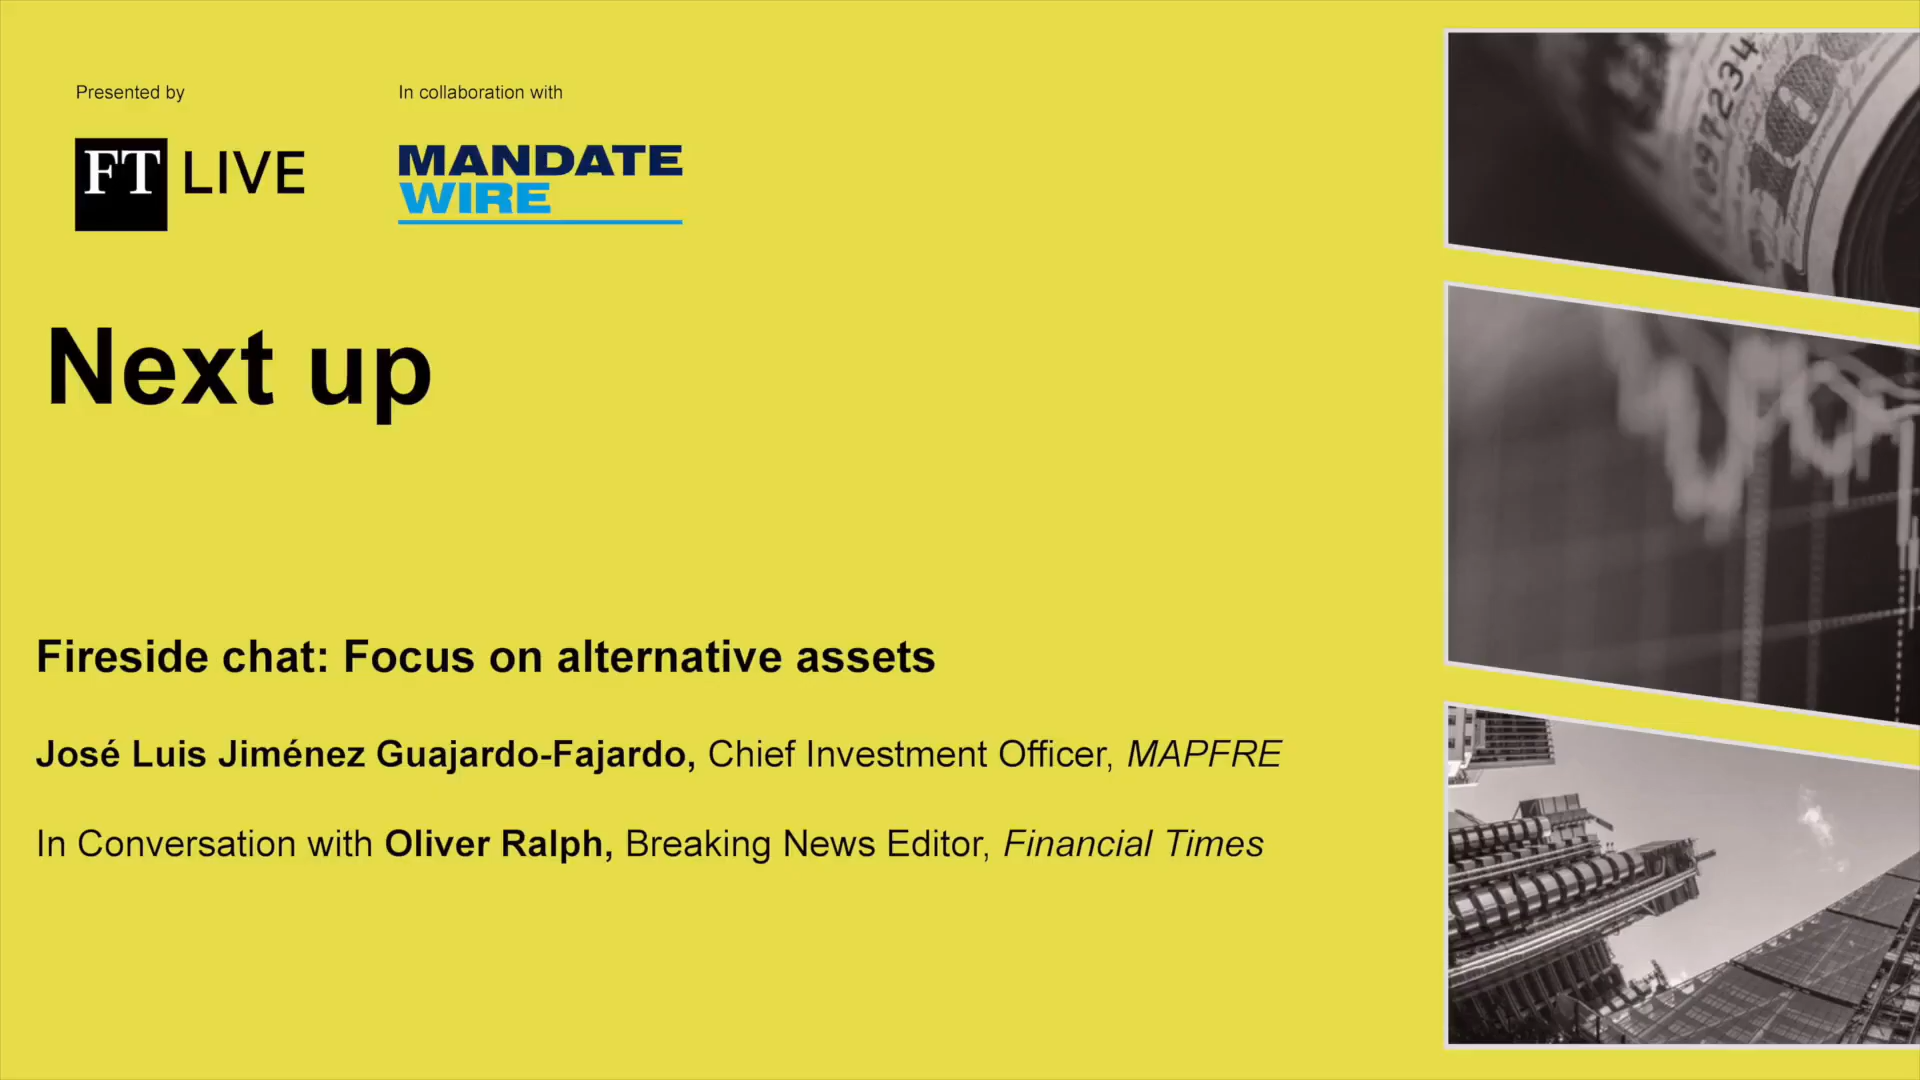 Presented by
In collaboration with
FT LIVE
MANDATE
WIRE
Next up
Fireside chat: Focus on alternative assets
José Luis Jiménez Guajardo-Fajardo, Chief Investment Officer, MAPFRE
In Conversation with Oliver Ralph, Breaking News Editor, Financial Times
1097234